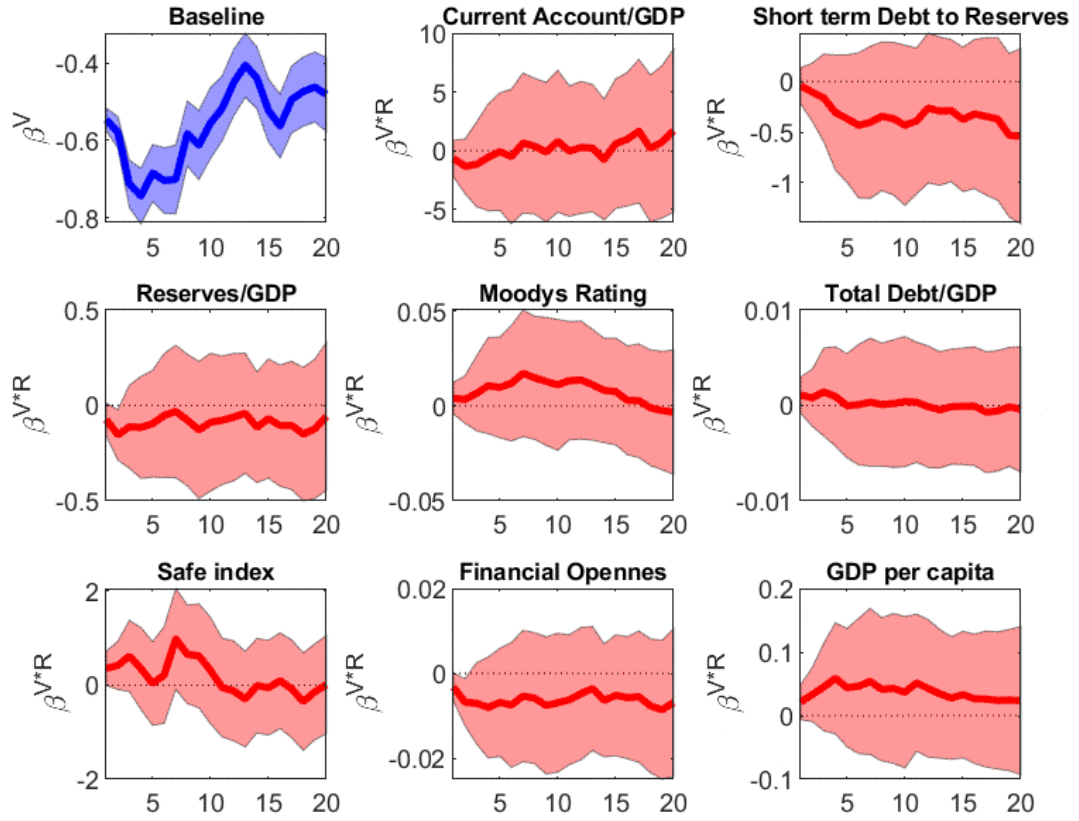 Baseline
Current Account/GDP
Short term Debt to Reserves
-0.4
-0.6
-0.8
β^V
5 10 15 20
10
5
0
-5
β^V*R
5 10 15 20
0
-0.5
-1
β^V*R
5 10 15 20
Reserves/GDP
Moodys Rating
Total Debt/GDP
0.5
0
-0.5
β^V*R
5 10 15 20
0.05
0
-0.05
β^V*R
5 10 15 20
0.01
0
-0.01
β^V*R
5 10 15 20
Safe index
Financial Opennes
GDP per capita
2
0
-2
β^V*R
5 10 15 20
0.02
0
-0.02
β^V*R
5 10 15 20
0.2
0.1
0
-0.1
β^V*R
5 10 15 20